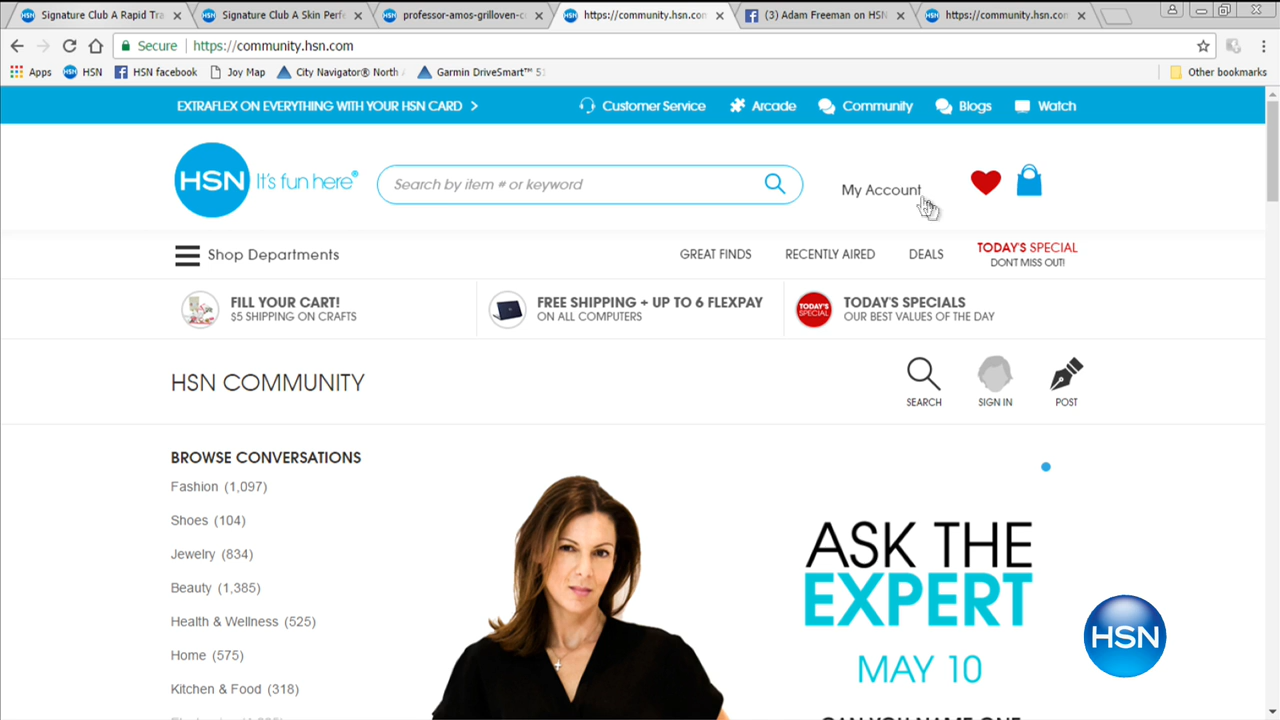 Signature Club A Rapid Tra
Signature Club A Skin Perfe
professor-amos-grilloven-co
https://community.hsn.com
(3) Adam Freeman on HSN
https://community.hsn.com/
Secure
https://community.hsn.com
Apps
HSN
HSN facebook
Joy Map
City Navigator® North
Garmin DriveSmart™ 51
Other bookmarks
EXTRAFLEX ON EVERYTHING WITH YOUR HSN CARD >
Customer Service
Arcade
Community
Blogs
Watch
HSN It's fun here®
Search by item # or keyword
My Account
Shop Departments
GREAT FINDS
RECENTLY AIRED
DEALS
TODAY'S SPECIAL
DON'T MISS OUT!
FILL YOUR CART!
$5 SHIPPING ON CRAFTS
FREE SHIPPING + UP TO 6 FLEXPAY
ON ALL COMPUTERS
TODAY'S SPECIAL
TODAY'S SPECIALS
OUR BEST VALUES OF THE DAY
HSN COMMUNITY
SEARCH
SIGN IN
POST
BROWSE CONVERSATIONS
Fashion (1,097)
Shoes (104)
Jewelry (834)
Beauty (1,385)
Health & Wellness (525)
Home (575)
Kitchen & Food (318)
ASK THE
EXPERT
MAY 10
CAN YOU NAME ONE
HSN